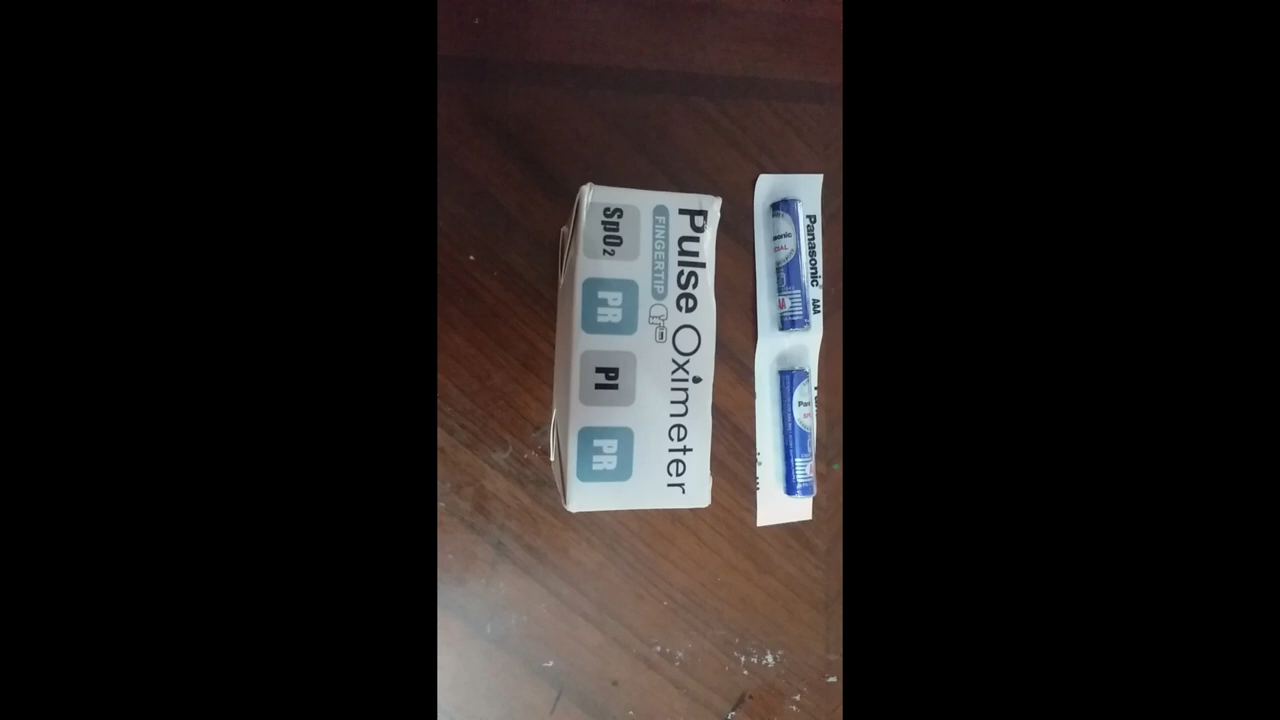 Pulse Oximeter
FINGERTIP
SpO₂
PR
PI
PR
Panasonic AAA